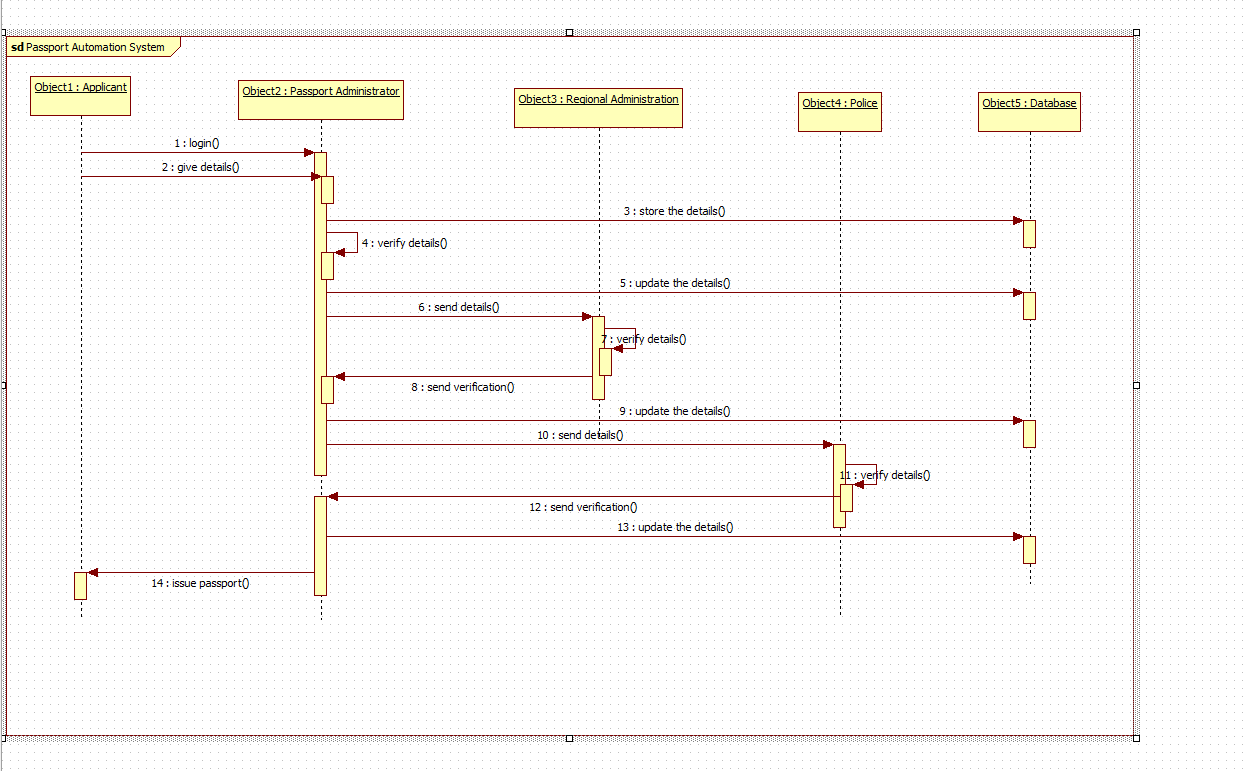 sd Passport Automation System
Object1 : Applicant
Object2 : Passport Administrator
Object3 : Regional Administration
Object4 : Police
Object5 : Database
1 : login()
2 : give details()
3 : store the details()
4 : verify details()
5 : update the details()
6 : send details()
7 : verify details()
8 : send verification()
9 : update the details()
10 : send details()
11 : verify details()
12 : send verification()
13 : update the details()
14 : issue passport()